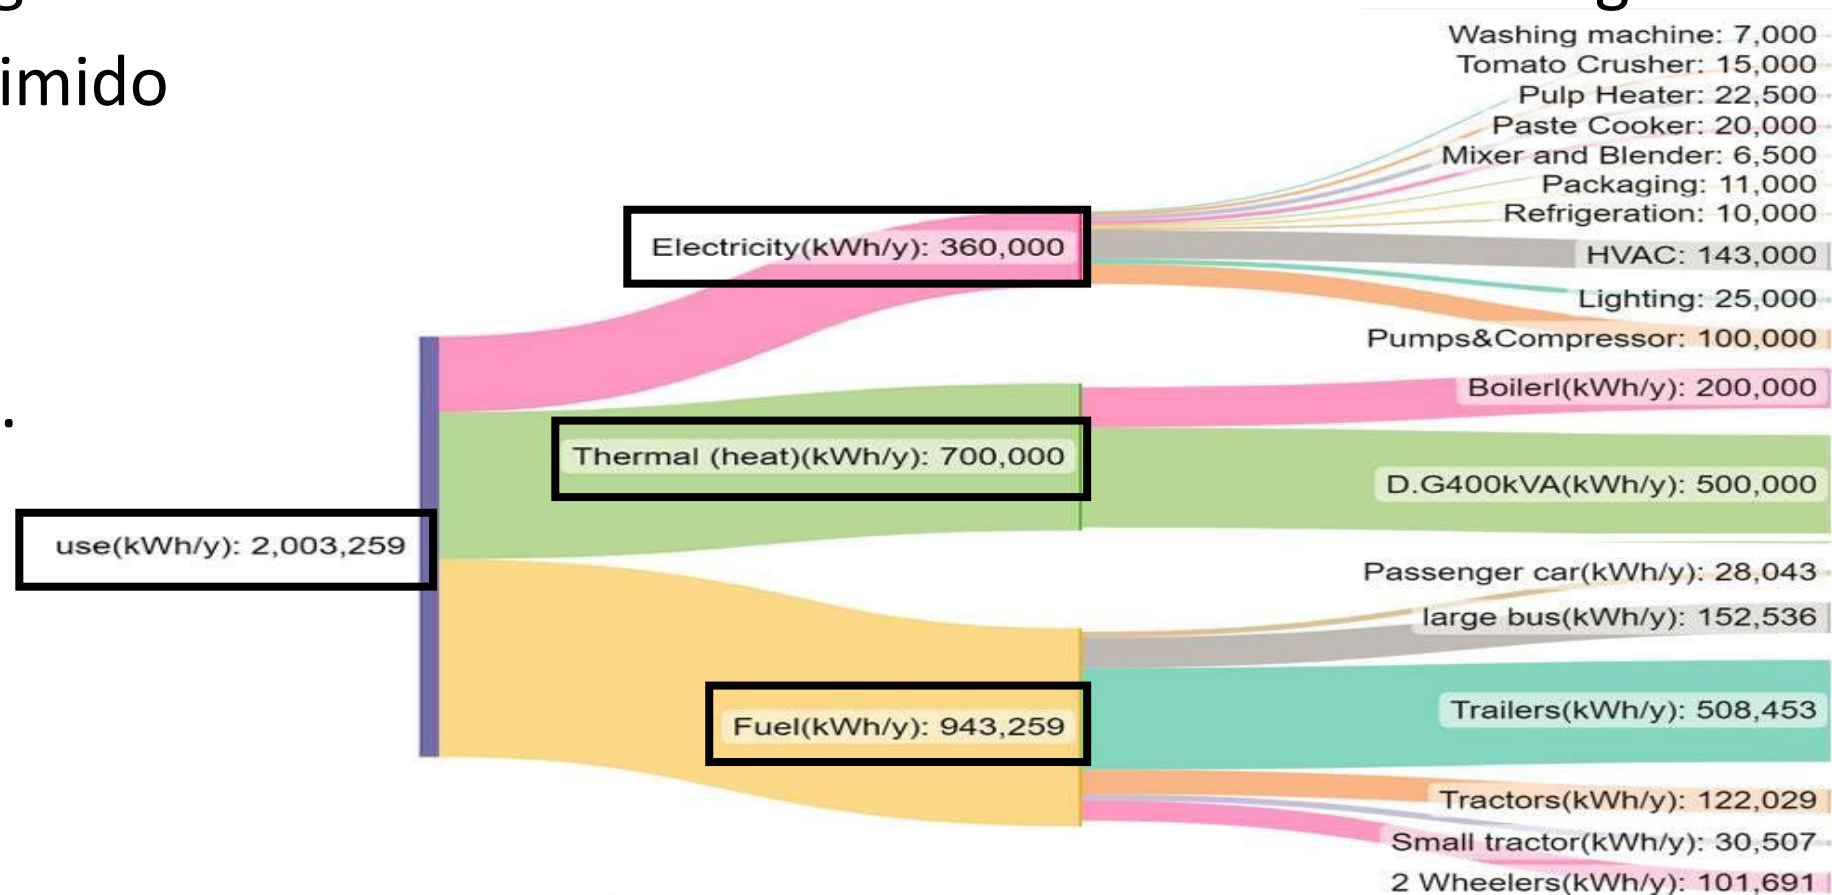 g
imido
.
g
Washing machine: 7,000
Tomato Crusher: 15,000
Pulp Heater: 22,500
Paste Cooker: 20,000
Mixer and Blender: 6,500
Packaging: 11,000
Refrigeration: 10,000
Electricity(kWh/y): 360,000
HVAC: 143,000
Lighting: 25,000
Pumps&Compressor: 100,000
Boilerl(kWh/y): 200,000
Thermal (heat)(kWh/y): 700,000
D.G400kVA(kWh/y): 500,000
use(kWh/y): 2,003,259
Passenger car(kWh/y): 28,043
large bus(kWh/y): 152,536
Trailers(kWh/y): 508,453
Fuel(kWh/y): 943,259
Tractors(kWh/y): 122,029
Small tractor(kWh/y): 30,507
2 Wheelers(kWh/y): 101,691